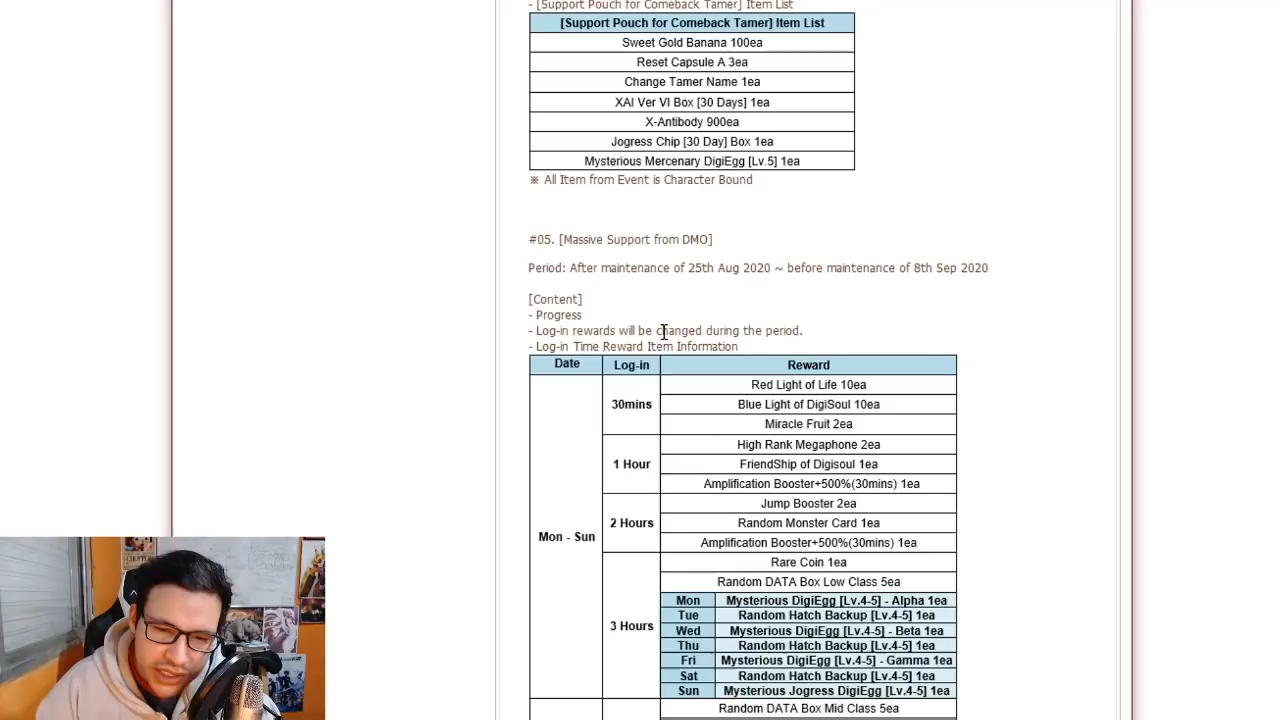 - [Support Pouch for Comeback Tamer] Item List
[Support Pouch for Comeback Tamer] Item List
Sweet Gold Banana 100ea
Reset Capsule A 3ea
Change Tamer Name 1ea
XAI Ver VI Box [30 Days] 1ea
X-Antibody 900ea
Jogress Chip [30 Day] Box 1ea
Mysterious Mercenary DigiEgg [Lv.5] 1ea
※ All Item from Event is Character Bound
#05. [Massive Support from DMO]
Period: After maintenance of 25th Aug 2020 ~ before maintenance of 8th Sep 2020
[Content]
- Progress
- Log-in rewards will be changed during the period.
- Log-in Time Reward Item Information
Date Log-in Reward
Mon - Sun
30mins
Red Light of Life 10ea
Blue Light of DigiSoul 10ea
Miracle Fruit 2ea
1 Hour
High Rank Megaphone 2ea
FriendShip of Digisoul 1ea
Amplification Booster+500%(30mins) 1ea
2 Hours
Jump Booster 2ea
Random Monster Card 1ea
Amplification Booster+500%(30mins) 1ea
3 Hours
Rare Coin 1ea
Random DATA Box Low Class 5ea
Mon Mysterious DigiEgg [Lv.4-5] - Alpha 1ea
Tue Random Hatch Backup [Lv.4-5] 1ea
Wed Mysterious DigiEgg [Lv.4-5] - Beta 1ea
Thu Random Hatch Backup [Lv.4-5] 1ea
Fri Mysterious DigiEgg [Lv.4-5] - Gamma 1ea
Sat Random Hatch Backup [Lv.4-5] 1ea
Sun Mysterious Jogress DigiEgg [Lv.4-5] 1ea
Random DATA Box Mid Class 5ea